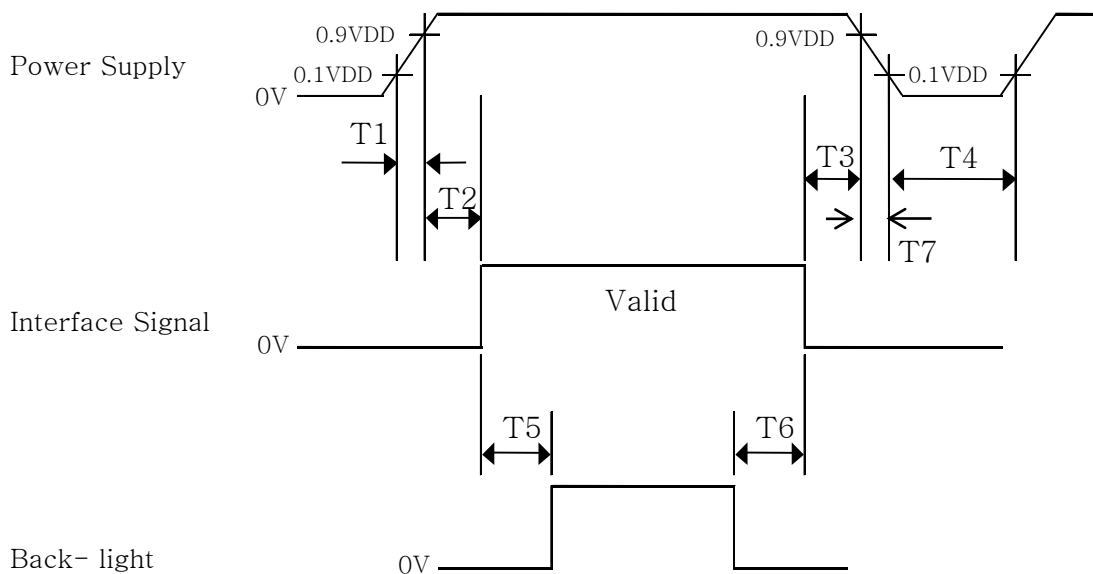 0.9VDD
0.9VDD
Power Supply
0.1VDD
0.1VDD
0V
T1
T3
T4
T2
T7
Valid
Interface Signal
0V
T5
T6
Back- light
0V